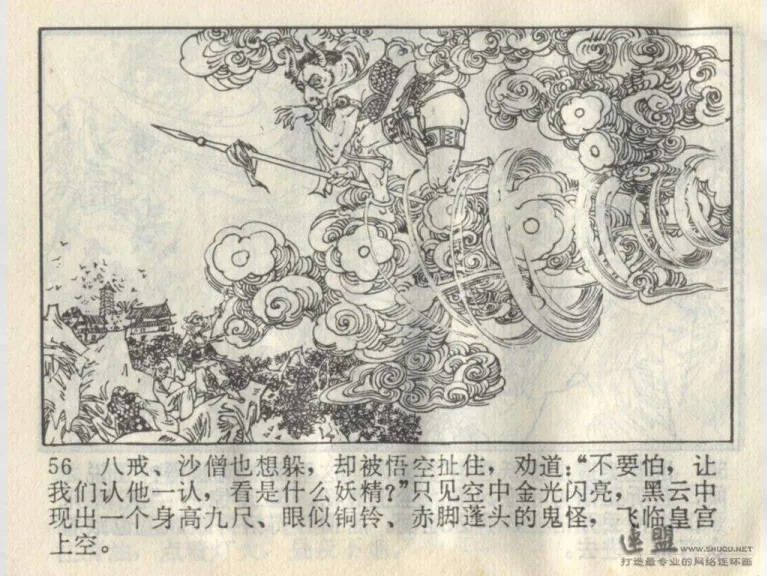 56 八戒、沙僧也想躲，却被悟空扯住，劝道：“不要怕，让
我们认他一认，看是什么妖精？”只见空中金光闪亮，黑云中
现出一个身高九尺、眼似铜铃、赤脚蓬头的鬼怪，飞临皇宫
上空。
连盟 WWW.SHUQU.NET
打造最专业的网络连环画